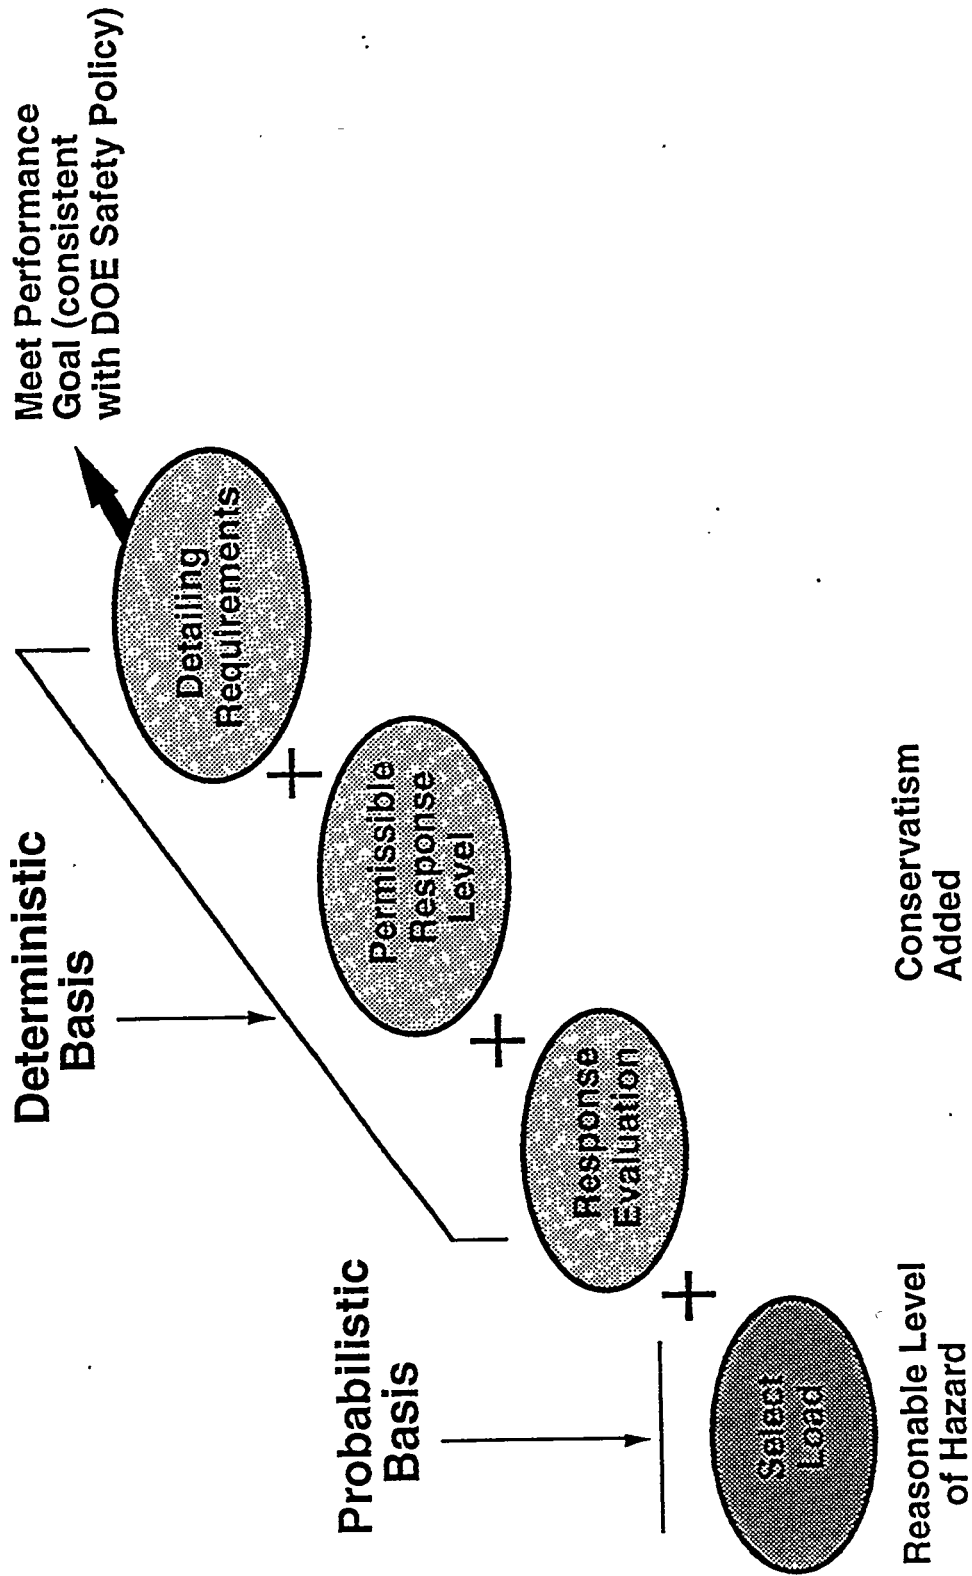 Meet Performance
Goal (consistent
with DOE Safety Policy)
Deterministic
Basis
Detailing
Requirements
+
Permissible
Response
Level
+
Probabilistic
Basis
Response
Evaluation
+
Select
Load
Reasonable Level
of Hazard
Conservatism
Added